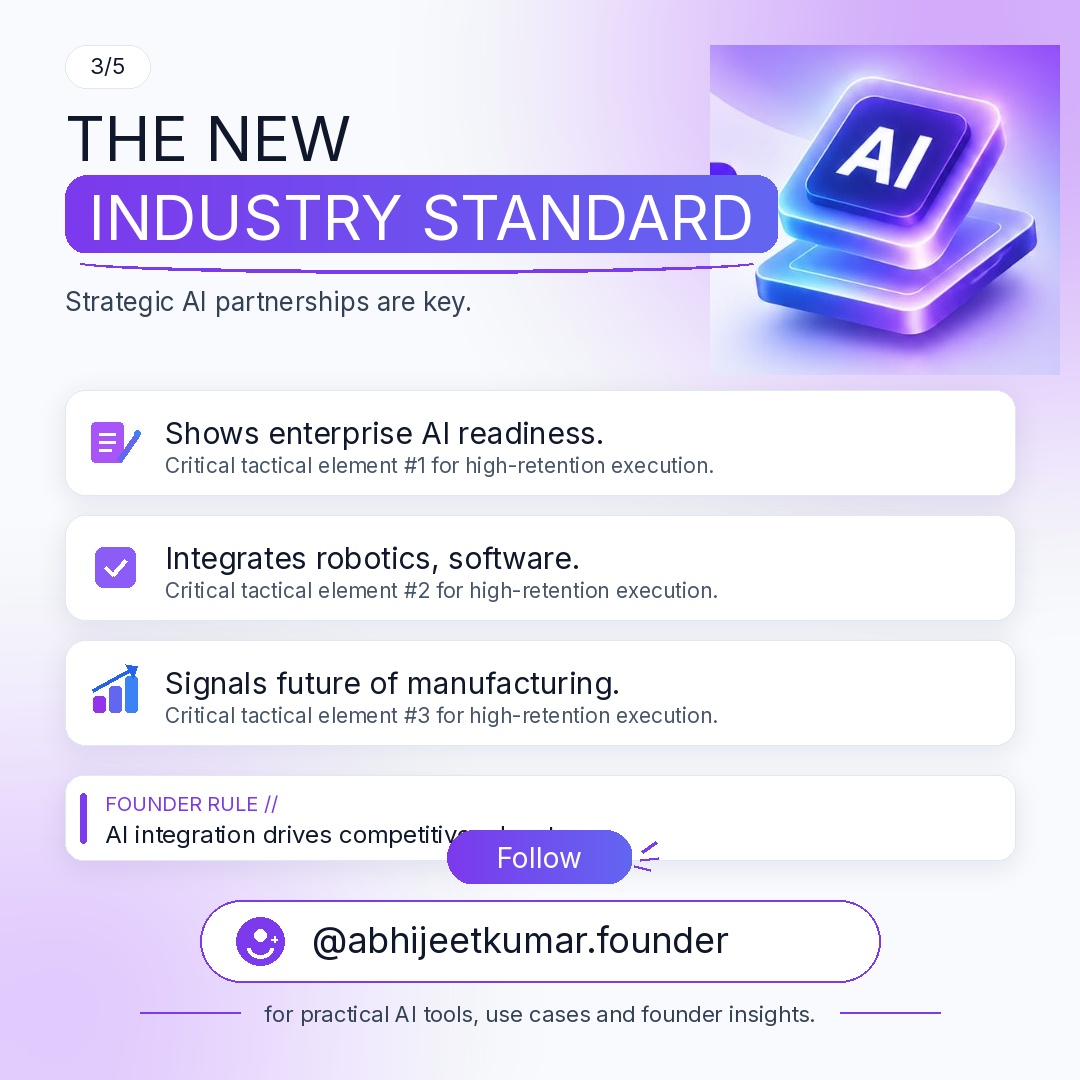 3/5
THE NEW
INDUSTRY STANDARD
AI
Strategic AI partnerships are key.
Shows enterprise AI readiness.
Critical tactical element #1 for high-retention execution.
Integrates robotics, software.
Critical tactical element #2 for high-retention execution.
Signals future of manufacturing.
Critical tactical element #3 for high-retention execution.
FOUNDER RULE //
AI integration drives
Follow
@abhijeetkumar.founder
for practical AI tools, use cases and founder insights.